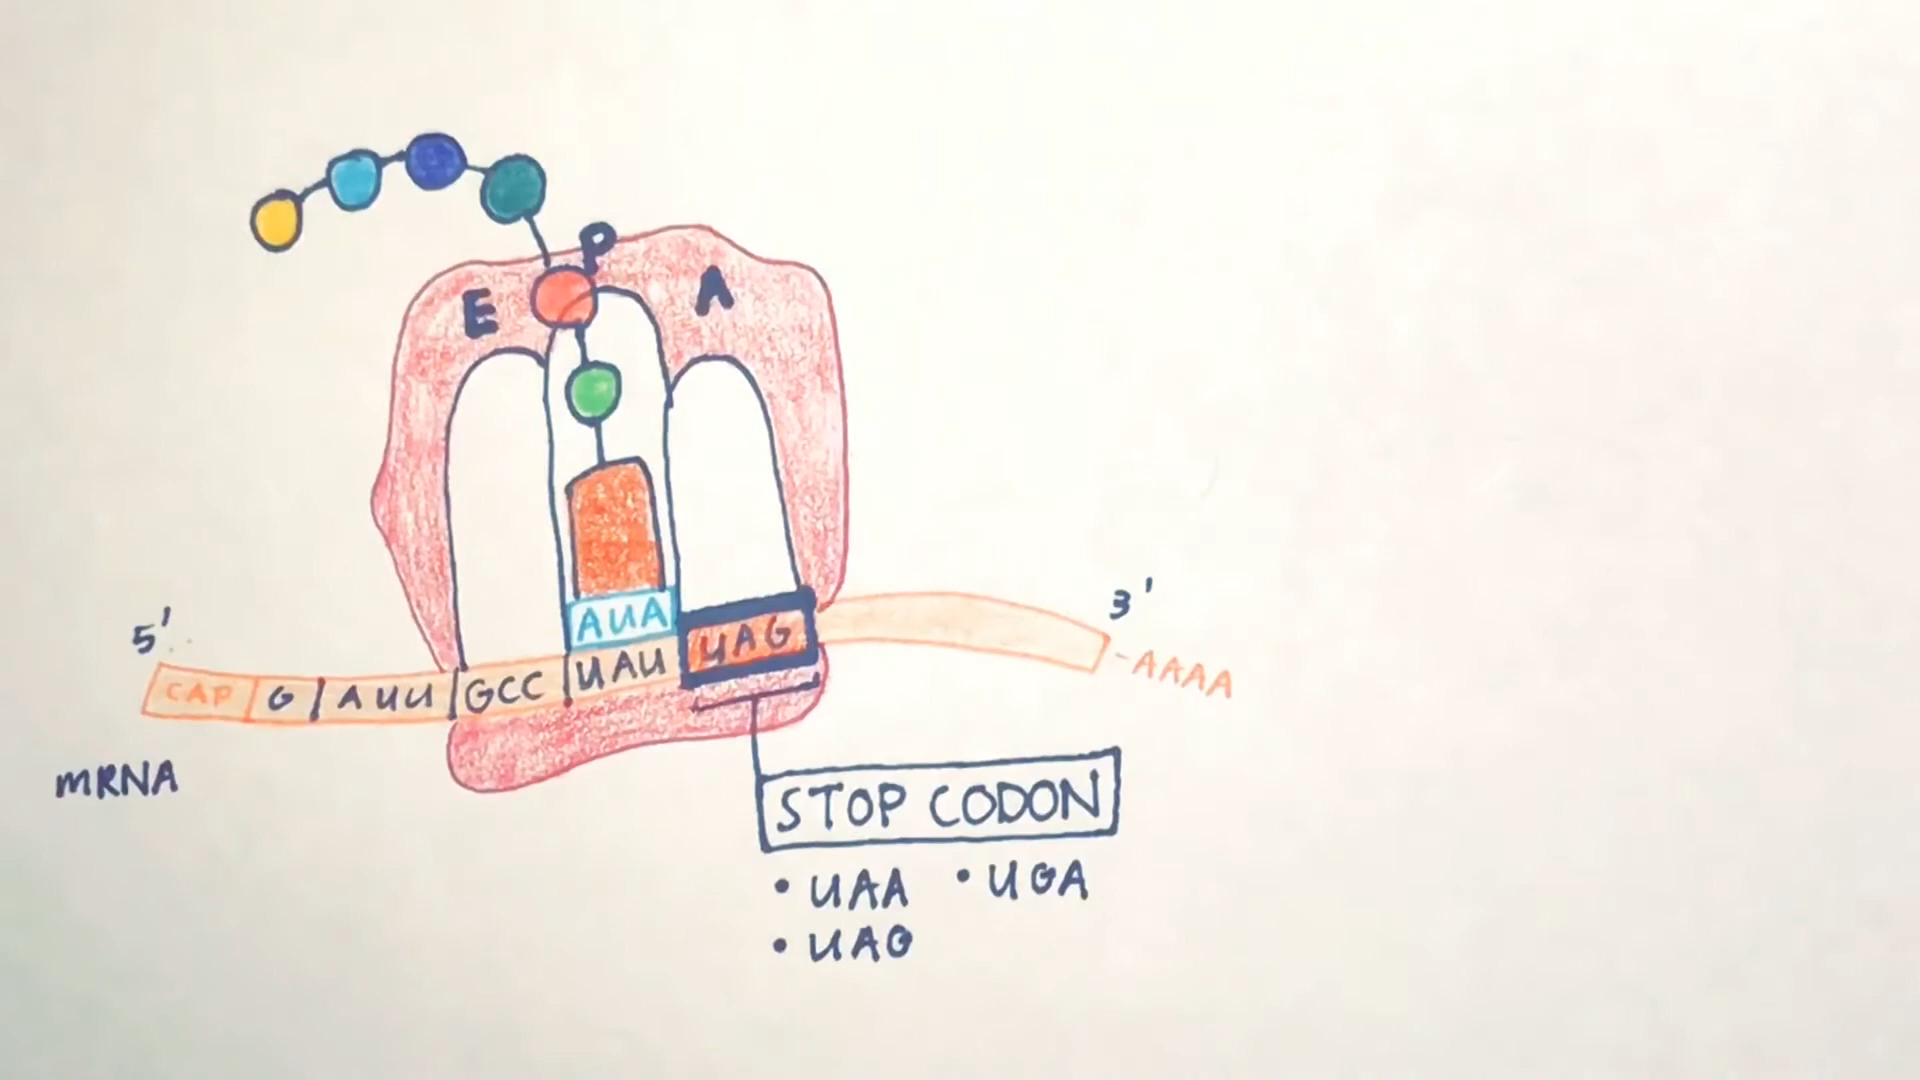 P
E
A
5'
3'
AUA
UAG
CAP G AUU GCC UAU
-AAAA
mRNA
STOP CODON
• UAA • UGA
• UAG